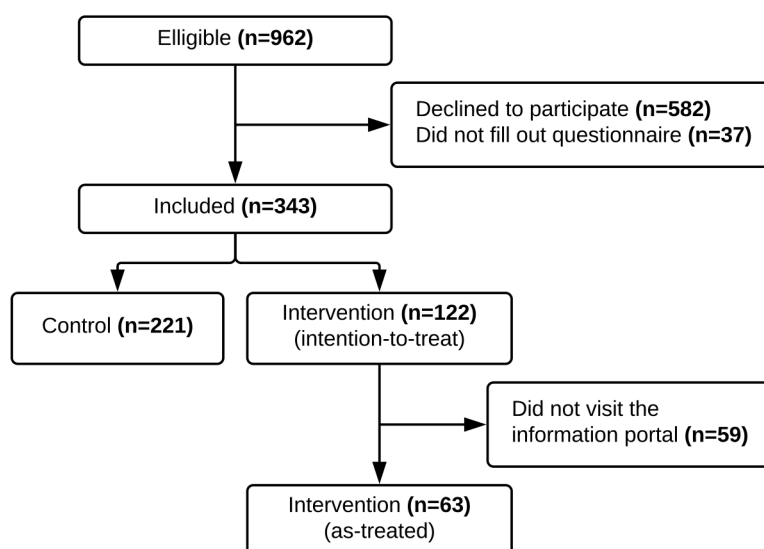 Elligible (n=962)
Declined to participate (n=582)
Did not fill out questionnaire (n=37)
Included (n=343)
Control (n=221)
Intervention (n=122)
(intention-to-treat)
Did not visit the
information portal (n=59)
Intervention (n=63)
(as-treated)